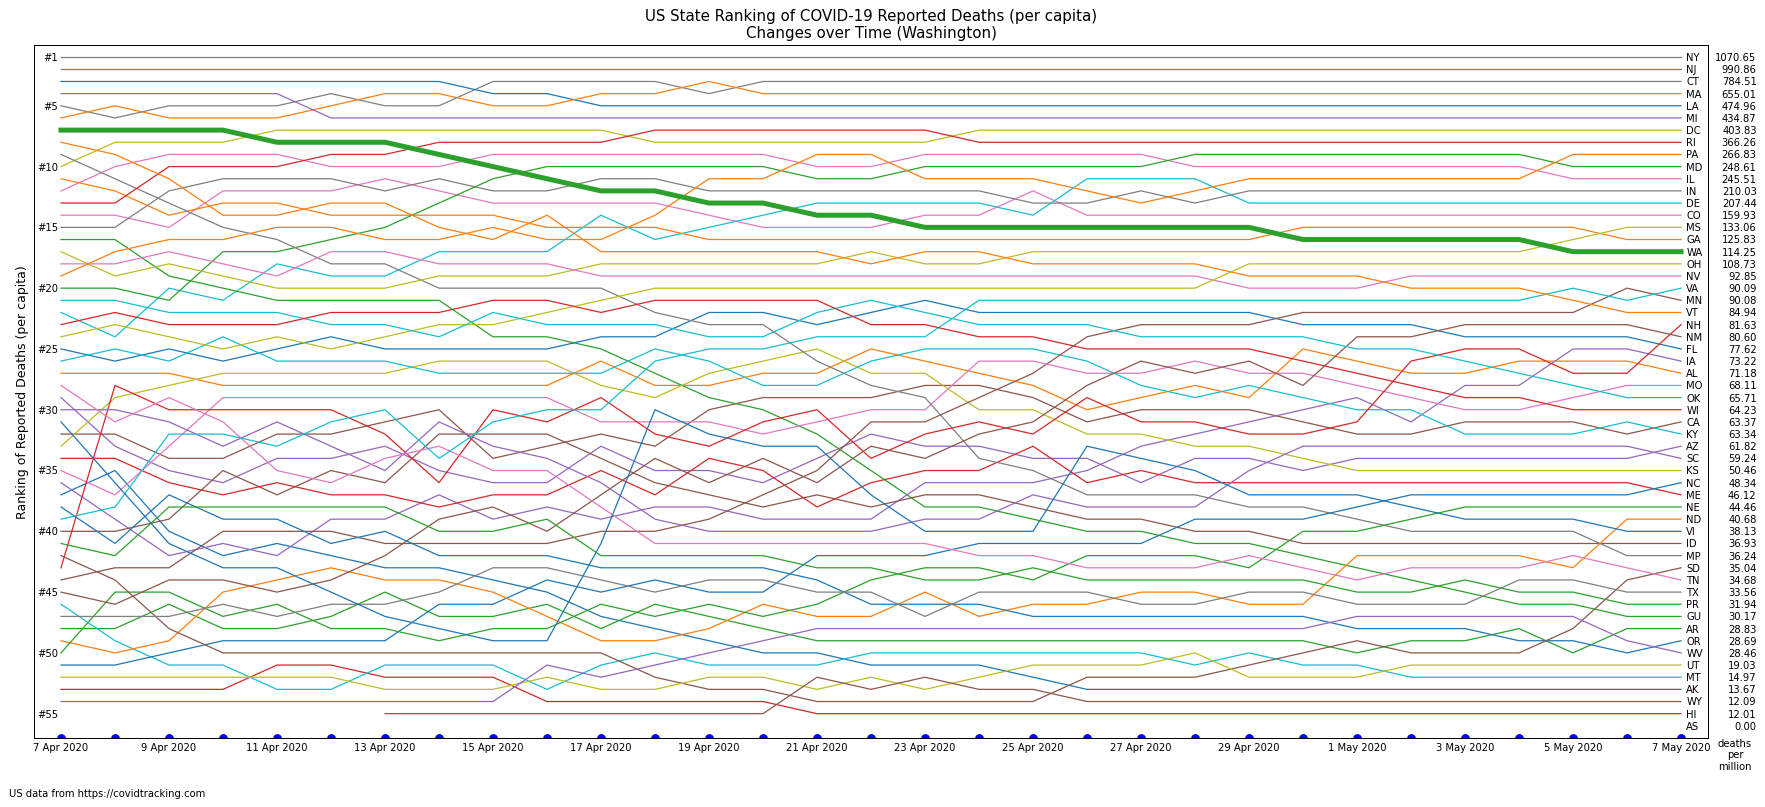 US State Ranking of COVID-19 Reported Deaths (per capita)
Changes over Time (Washington)
Ranking of Reported Deaths (per capita)
#1
#5
#10
#15
#20
#25
#30
#35
#40
#45
#50
#55
NY 1070.65
NJ 990.86
CT 784.51
MA 655.01
LA 474.96
MI 434.87
DC 403.83
RI 366.26
PA 266.83
MD 248.61
IL 245.51
IN 210.03
DE 207.44
CO 159.93
MS 133.06
GA 125.83
WA 114.25
OH 108.73
NV 92.85
VA 90.09
MN 90.08
VT 84.94
NH 81.63
NM 80.60
FL 77.62
IA 73.22
AL 71.18
MO 68.11
OK 65.71
WI 64.23
CA 63.37
KY 63.34
AZ 61.82
SC 59.24
KS 50.46
NC 48.34
ME 46.12
NE 44.46
ND 40.68
VI 38.13
ID 36.93
MP 36.24
SD 35.04
TN 34.68
TX 33.56
PR 31.94
GU 30.17
AR 28.83
OR 28.69
WV 28.46
UT 19.03
MT 14.97
AK 13.67
WY 12.09
HI 12.01
AS 0.00
7 Apr 2020 9 Apr 2020 11 Apr 2020 13 Apr 2020 15 Apr 2020 17 Apr 2020 19 Apr 2020 21 Apr 2020 23 Apr 2020 25 Apr 2020 27 Apr 2020 29 Apr 2020 1 May 2020 3 May 2020 5 May 2020 7 May 2020
deaths
per
million
US data from https://covidtracking.com